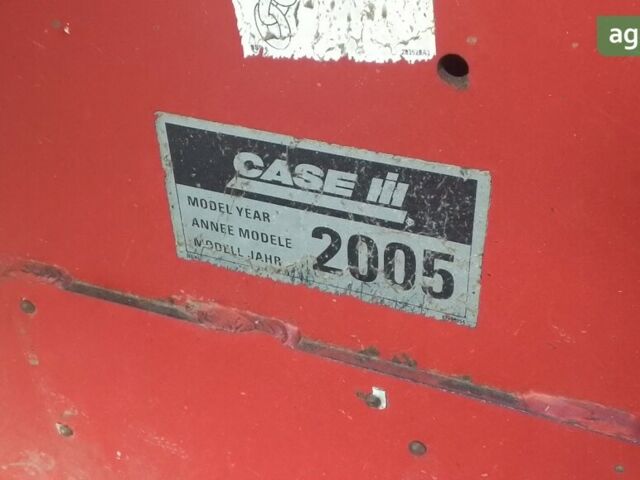 ag
CASE IH
MODEL YEAR
ANNEE MODELE
MODELL JAHR
2005